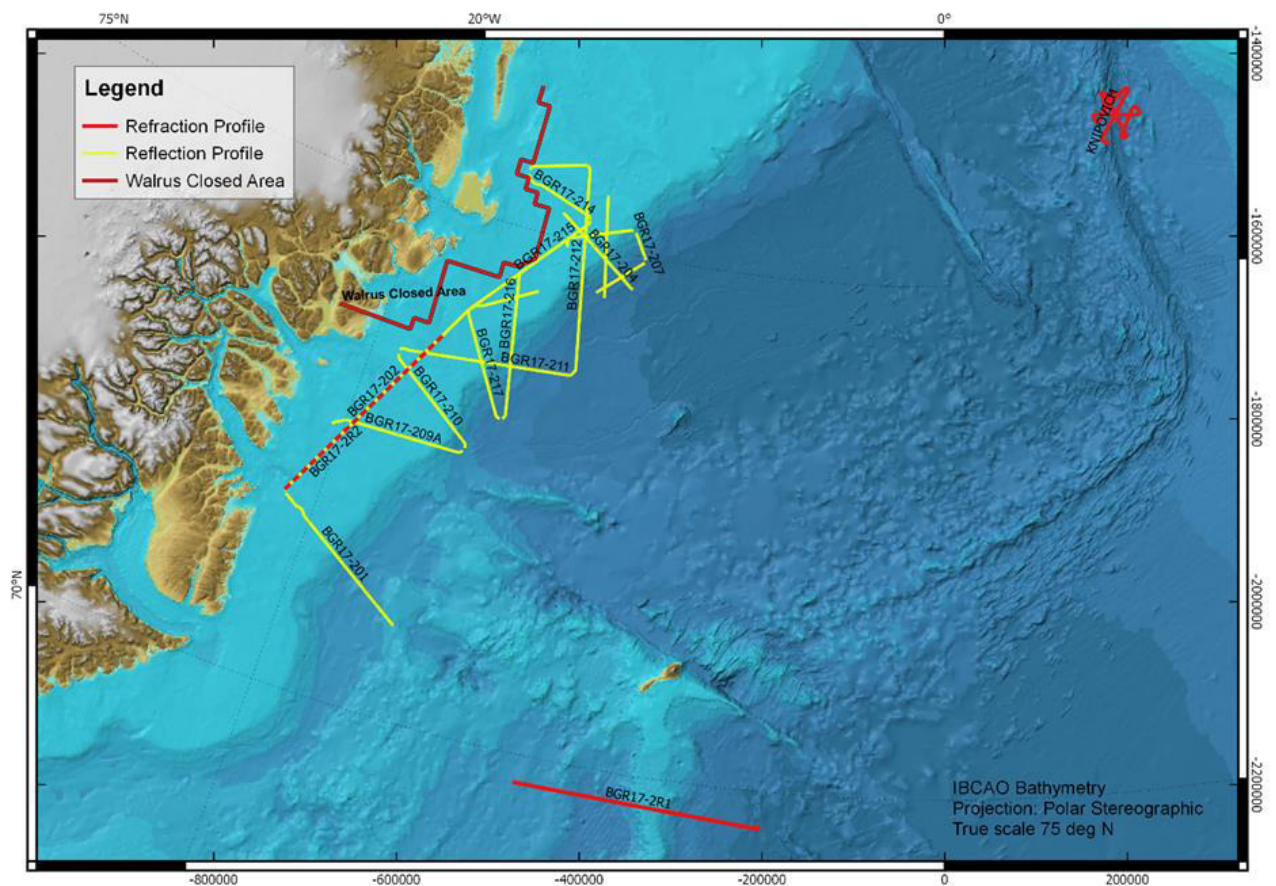 75°N
20°W
0°
Legend
Refraction Profile
Reflection Profile
Walrus Closed Area
KNIPOVICH
BGR17-214
BGR17-215
BGR17-212
BGR17-204
BGR17-207
Walrus Closed Area
BGR17-216
BGR17-217
BGR17-211
BGR17-202
BGR17-210
BGR17-2R2
BGR17-209A
BGR17-201
BGR17-2R1
70°N
-1400000
-1600000
-1800000
-2000000
-2200000
IBCAO Bathymetry
Projection: Polar Stereographic
True scale 75 deg N
-800000
-600000
-400000
-200000
0
200000